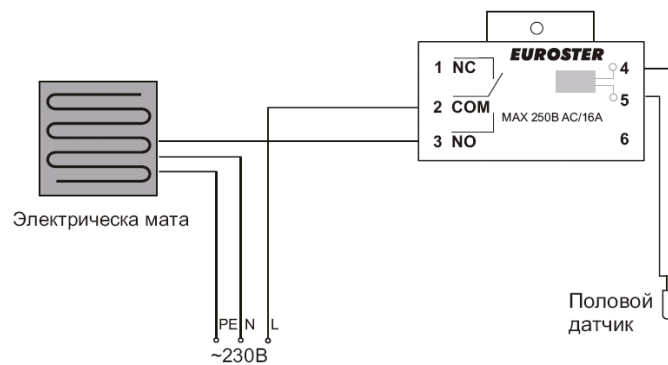 EUROSTER
1 NC
4
2 COM
5
MAX 250В AC/16A
3 NO
6
Электрическа мата
Половой
датчик
PE N L
~230В